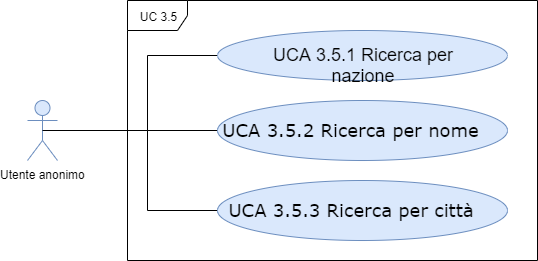 UC 3.5
UCA 3.5.1 Ricerca per
nazione
UCA 3.5.2 Ricerca per nome
Utente anonimo
UCA 3.5.3 Ricerca per città